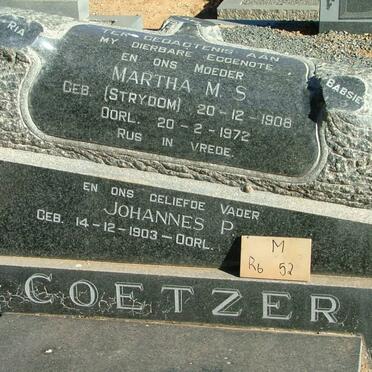 RIA
TER GEDAGTENIS AAN
MY DIERBARE EGGENOTE
EN ONS MOEDER
MARTHA M. S.
GEB. (STRYDOM) 20-12-1908
OORL. 20-2-1972
RUS IN VREDE.
BABSIE
EN ONS GELIEFDE VADER
JOHANNES P.
GEB. 14-12-1903 - OORL.
M
R6 52
COETZER